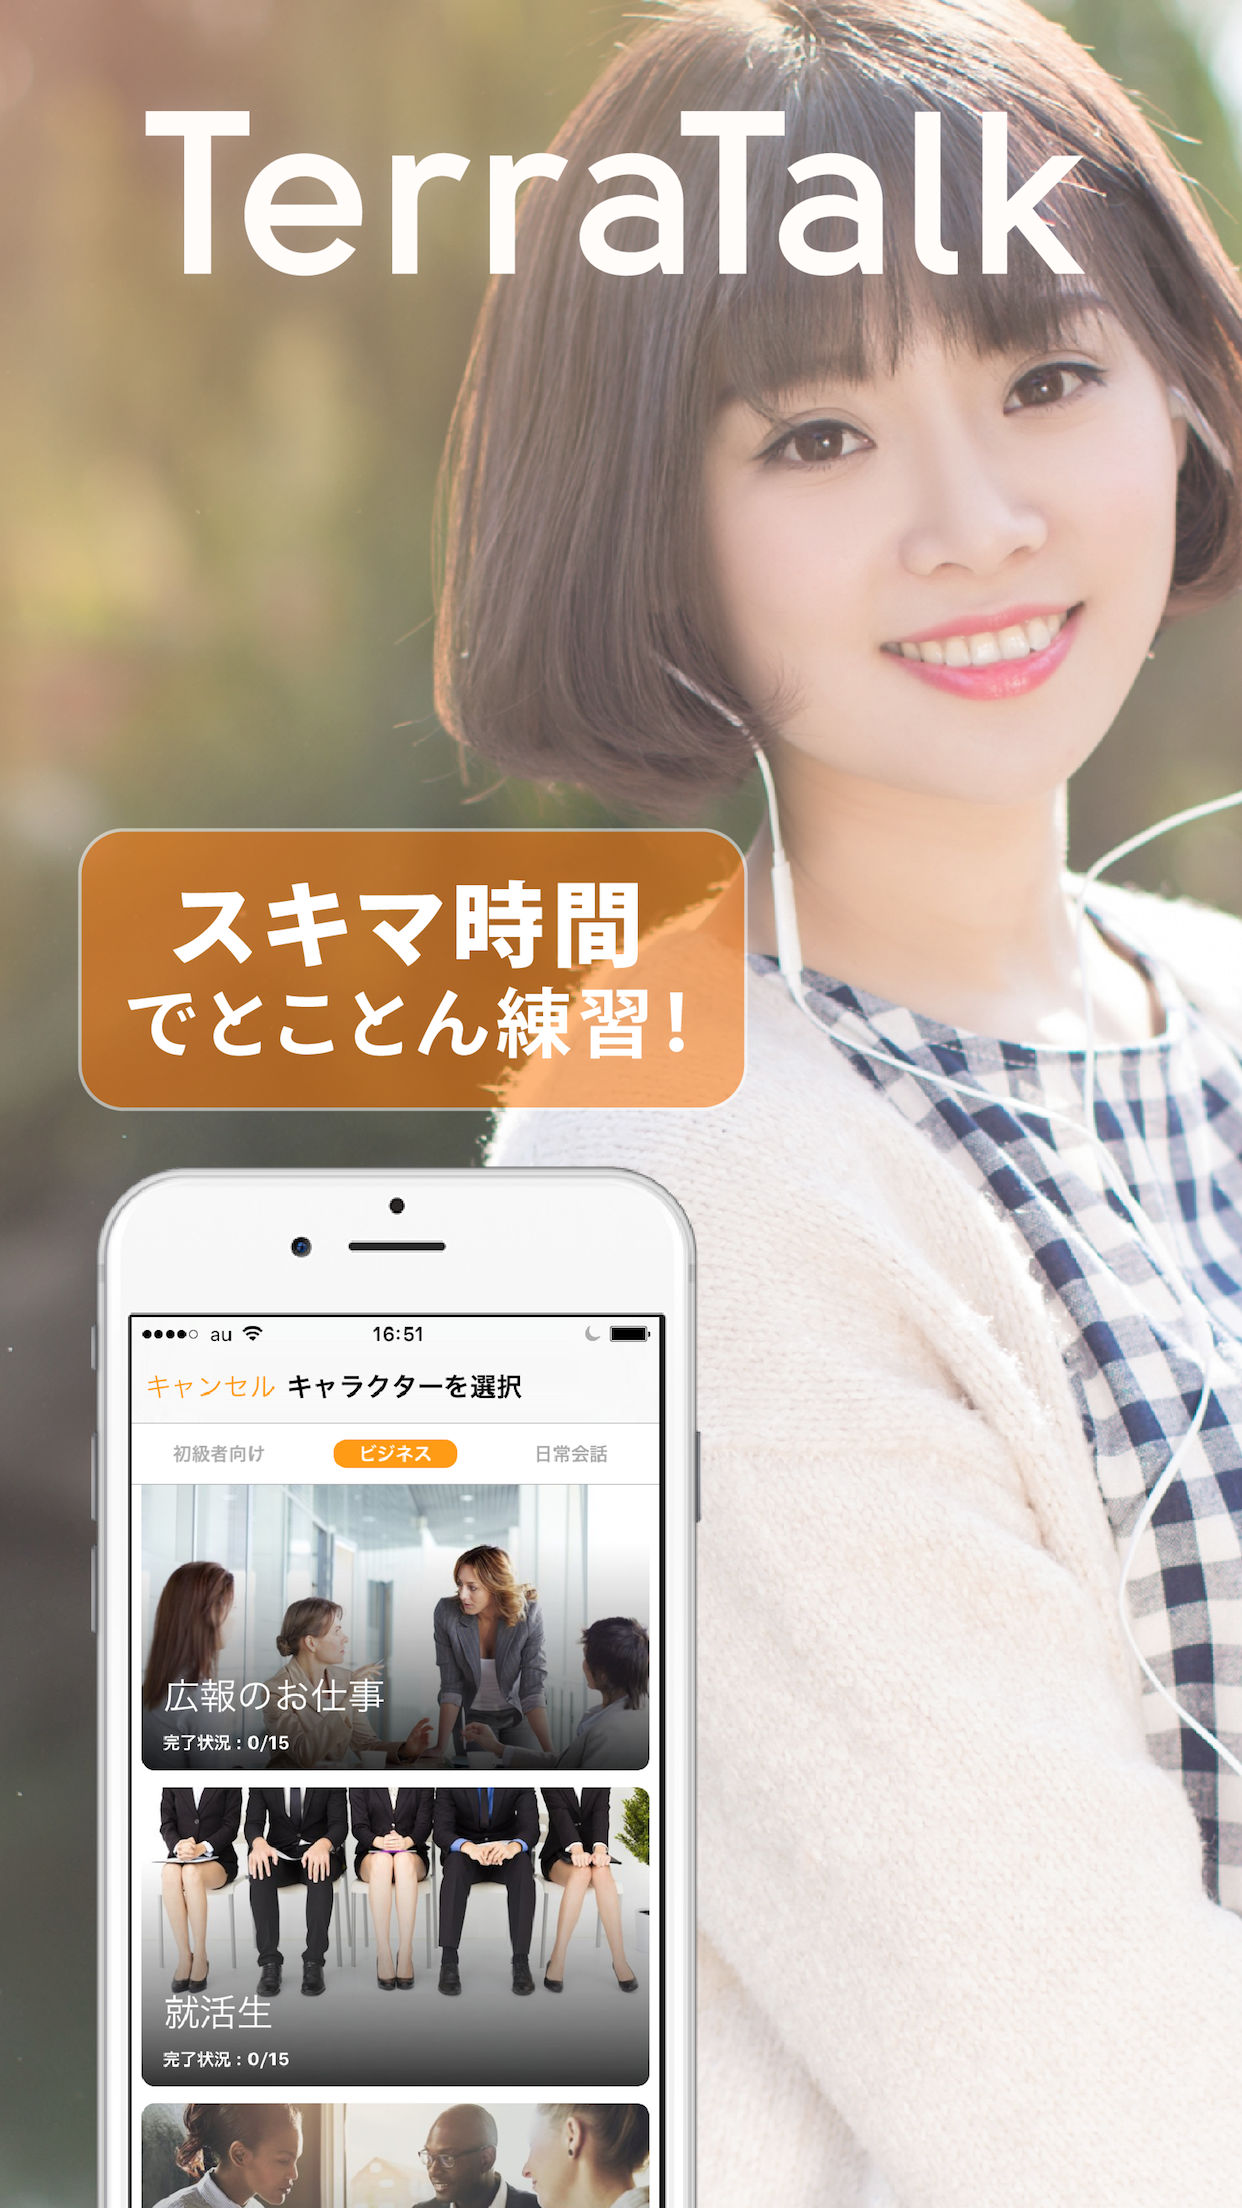 TerraTalk
スキマ時間
でとことん練習！
au 16:51
キャンセル キャラクターを選択
初級者向け ビジネス 日常会話
広報のお仕事
完了状況：0/15
就活生
完了状況：0/15